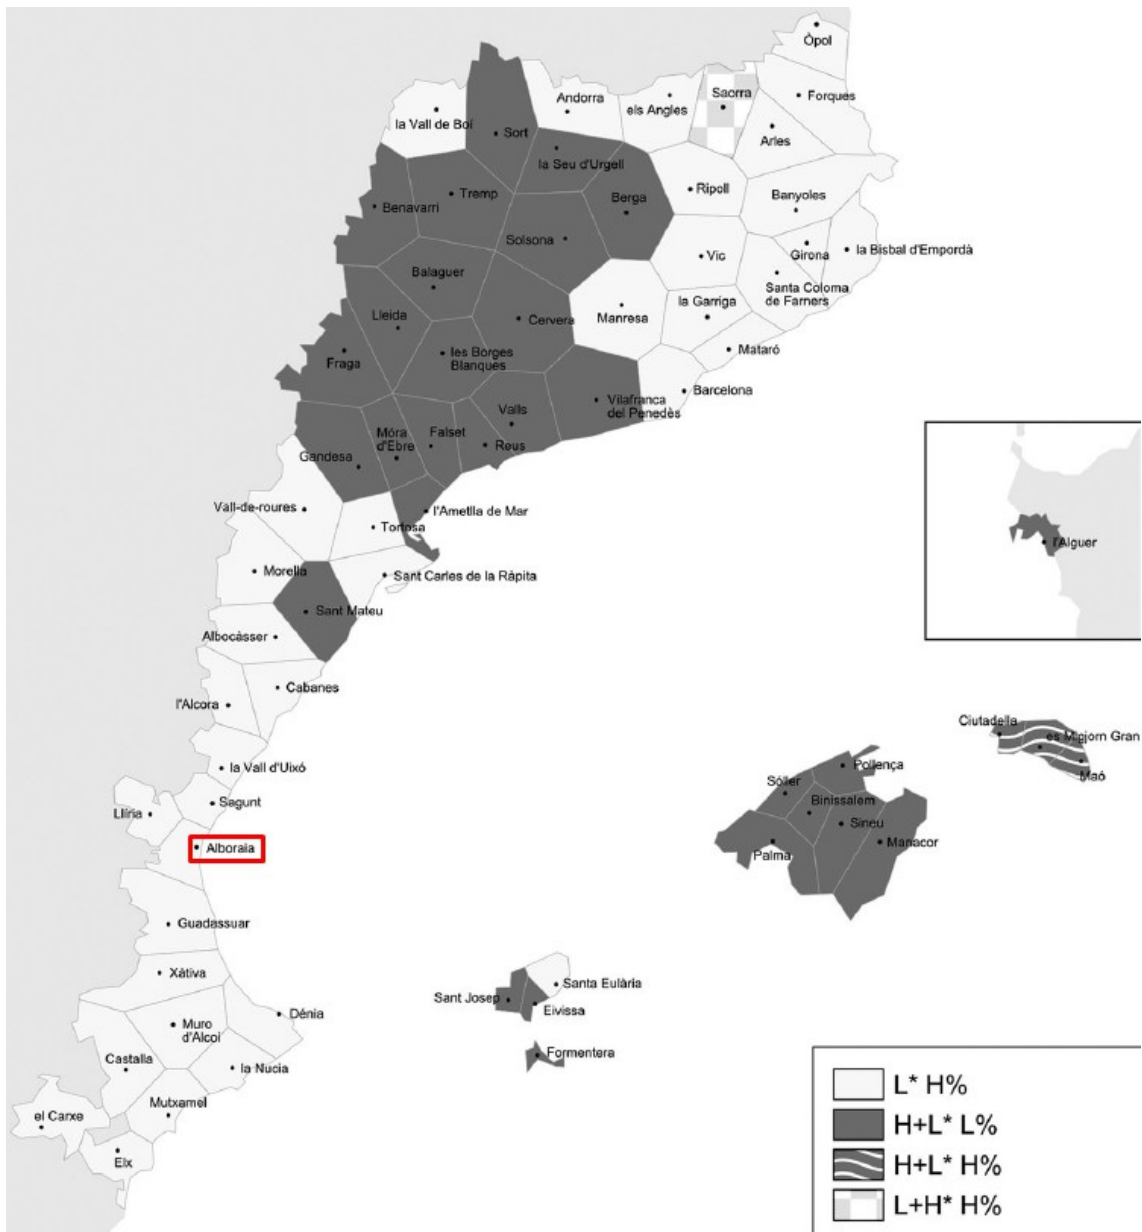 Òpol
Andorra
els Angles
Saorra
Forques
la Vall de Boí
Sort
Arles
la Seu d'Urgell
Ripoll
Banyoles
Benavarri
Tremp
Berga
Solsona
Vic
Girona
la Bisbal d'Empordà
Balaguer
Santa Coloma
de Farners
la Garriga
Lleida
Cervera
Manresa
Mataró
Fraga
les Borges
Blanques
Barcelona
Vilafranca
del Penedès
Valls
Móra
d'Ebre
Falset
Reus
Gandesa
Vall-de-roures
l'Ametlla de Mar
Tortosa
l'Alguer
Morella
Sant Carles de la Ràpita
Sant Mateu
Albocàsser
Cabanes
l'Alcora
Ciutadella
es Migjorn Gran
la Vall d'Uixó
Pollença
Maó
Sóller
Sagunt
Binissalem
Llíria
Sineu
Alboraia
Palma
Manacor
Guadassuar
Xàtiva
Santa Eulària
Sant Josep
Eivissa
Dénia
Muro
d'Alcoi
Formentera
Castalla
la Nucia
el Carxe
Mutxamel
Elx
L* H%
H+L* L%
H+L* H%
L+H* H%